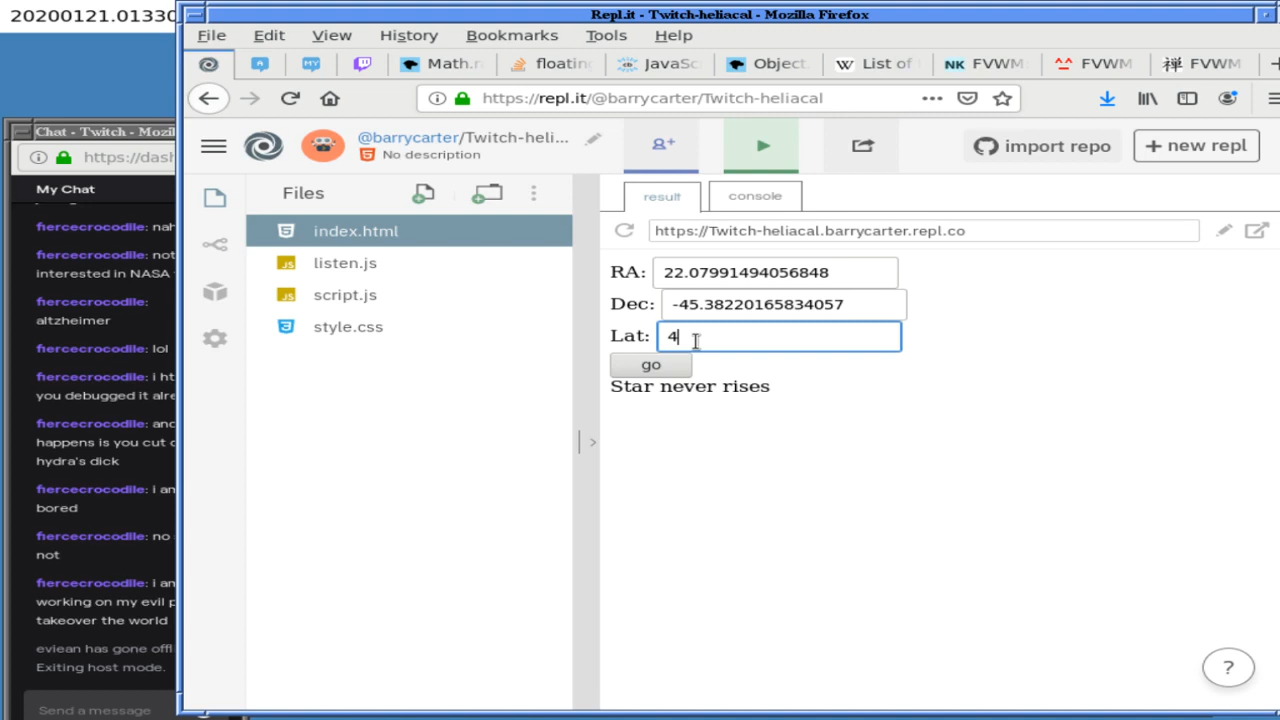 20200121.01330
Repl.it - Twitch-heliacal - Mozilla Firefox
File Edit View History Bookmarks Tools Help
Math.r floating JavaSc Object. W List of NK FVWM ^^ FVWM 禅 FVWM
https://repl.it/@barrycarter/Twitch-heliacal
Chat - Twitch - Mozil
https://dash
@barrycarter/Twitch-heli...
No description
import repo
+ new repl
My Chat
fiercecrocodile: nah
fiercecrocodile: not
interested in NASA
fiercecrocodile:
altzheimer
fiercecrocodile: lol
fiercecrocodile: i ht
you debugged it alre
fiercecrocodile: and
happens is you cut o
hydra's dick
fiercecrocodile: i am
bored
fiercecrocodile: no
not
fiercecrocodile: i am
working on my evil p
takeover the world
eviean has gone offl
Exiting host mode.
Send a message
Files
index.html
JS listen.js
JS script.js
style.css
result console
https://Twitch-heliacal.barrycarter.repl.co
RA: 22.07991494056848
Dec: -45.38220165834057
Lat: 4
go
Star never rises
?